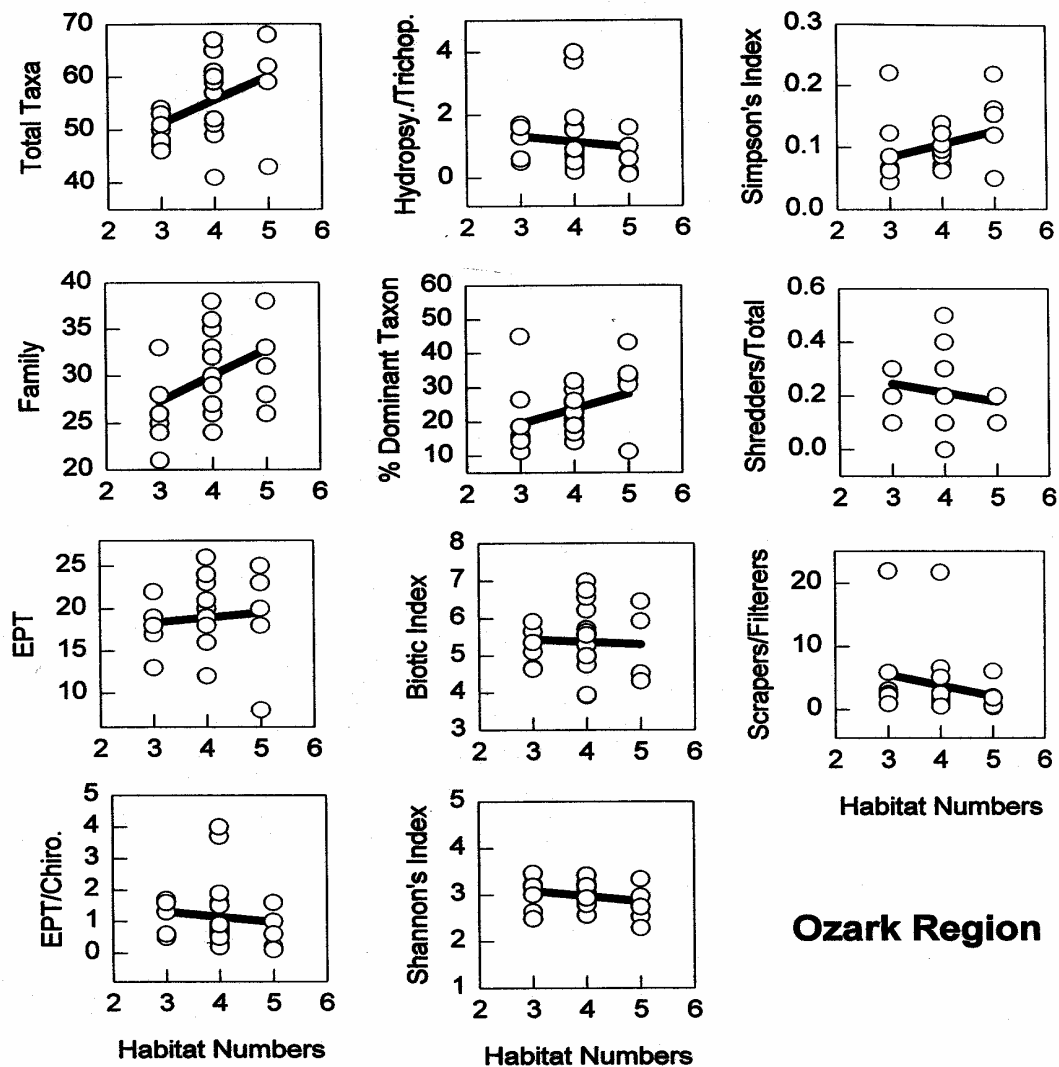 Total Taxa
70
60
50
40
2 3 4 5 6
Hydropsy./Trichop.
4
2
0
2 3 4 5 6
Simpson's Index
0.3
0.2
0.1
0.0
2 3 4 5 6
Family
40
35
30
25
20
2 3 4 5 6
% Dominant Taxon
60
50
40
30
20
10
2 3 4 5 6
Shredders/Total
0.6
0.4
0.2
0.0
2 3 4 5 6
EPT
25
20
15
10
2 3 4 5 6
Biotic Index
8
7
6
5
4
3
2 3 4 5 6
Scrapers/Filterers
20
10
0
2 3 4 5 6
Habitat Numbers
EPT/Chiro.
5
4
3
2
1
0
2 3 4 5 6
Habitat Numbers
Shannon's Index
5
4
3
2
1
2 3 4 5 6
Habitat Numbers
Ozark Region